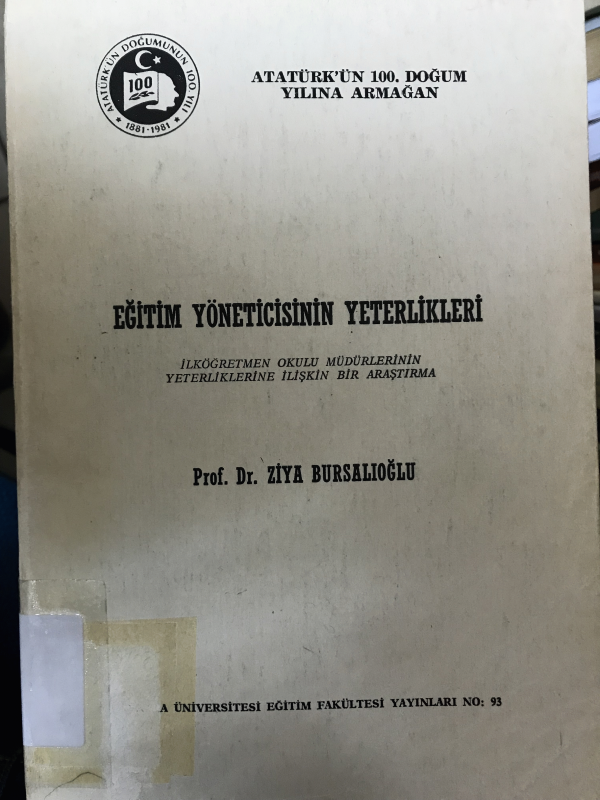 ATATÜRK'ÜN DOĞUMUNUN 100. YILI
100
★ 1881-1981 ★
ATATÜRK'ÜN 100. DOĞUM
YILINA ARMAĞAN
EĞİTİM YÖNETİCİSİNİN YETERLİKLERİ
İLKÖĞRETMEN OKULU MÜDÜRLERİNİN
YETERLİKLERİNE İLİŞKİN BİR ARAŞTIRMA
Prof. Dr. ZİYA BURSALIOĞLU
A ÜNİVERSİTESİ EĞİTİM FAKÜLTESİ YAYINLARI NO: 93